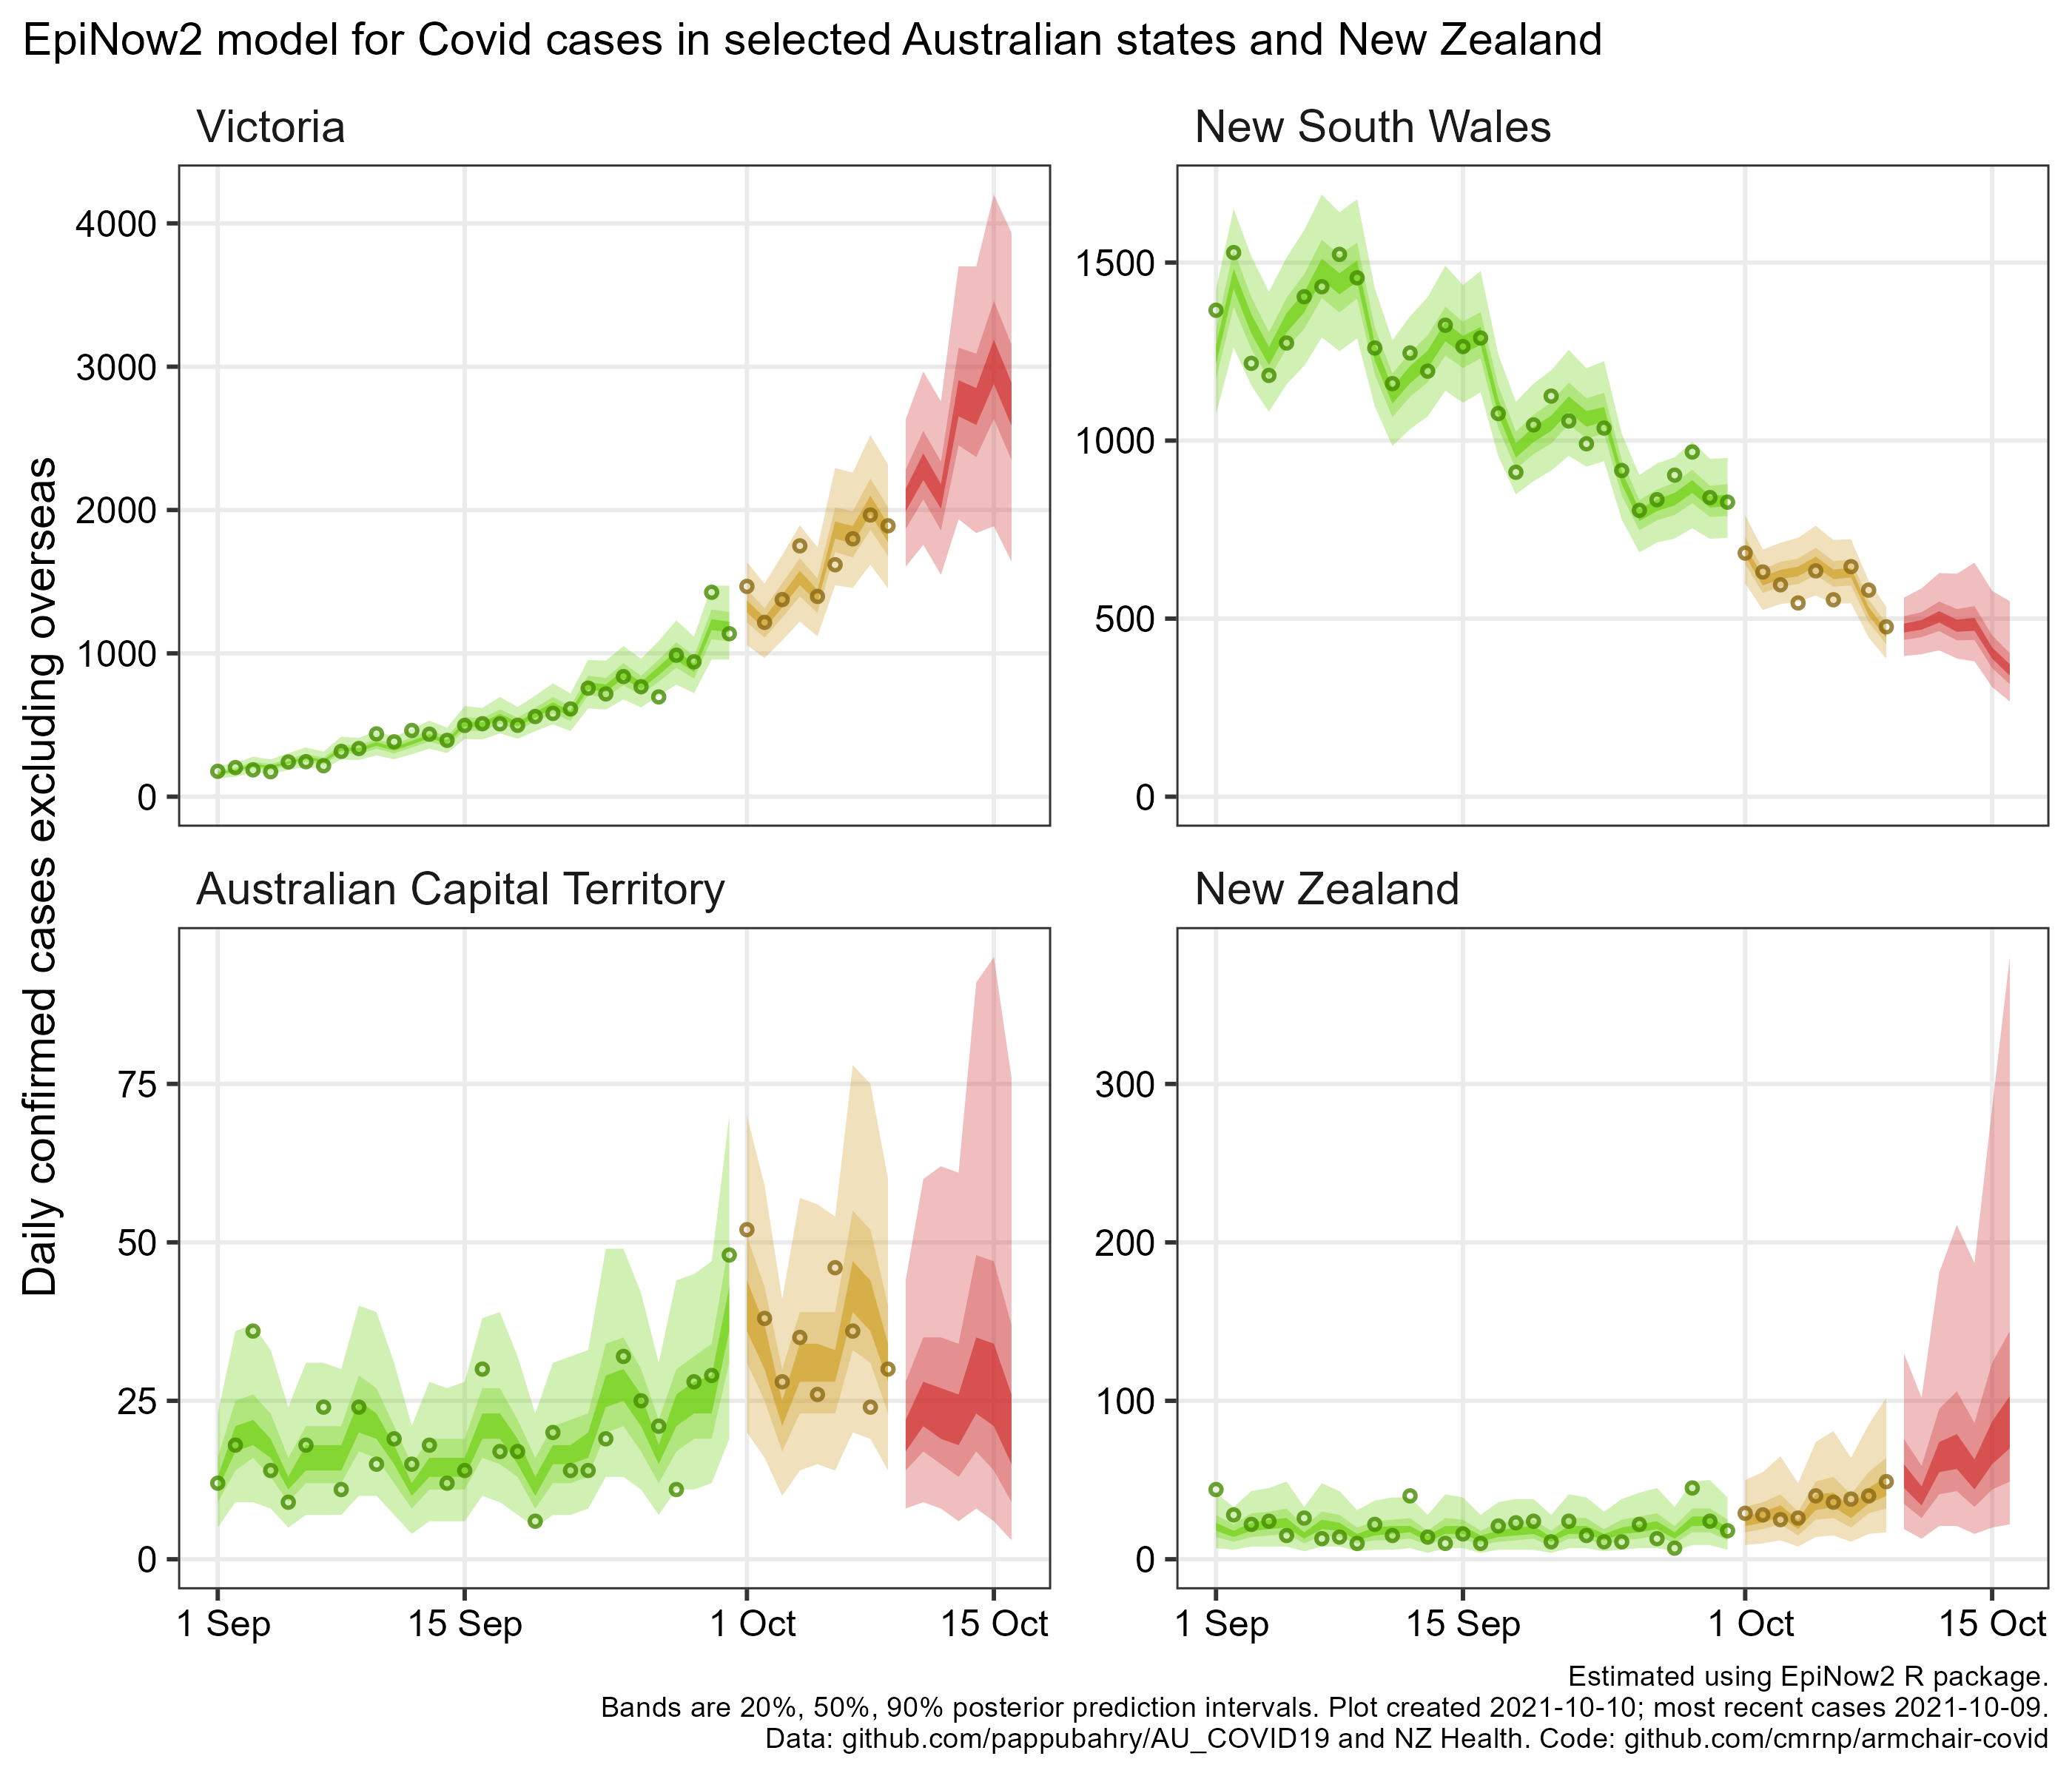 EpiNow2 model for Covid cases in selected Australian states and New Zealand
Daily confirmed cases excluding overseas
Victoria
4000
3000
2000
1000
0
New South Wales
1500
1000
500
0
Australian Capital Territory
75
50
25
0
1 Sep 15 Sep 1 Oct 15 Oct
New Zealand
300
200
100
0
1 Sep 15 Sep 1 Oct 15 Oct
Estimated using EpiNow2 R package.
Bands are 20%, 50%, 90% posterior prediction intervals. Plot created 2021-10-10; most recent cases 2021-10-09.
Data: github.com/pappubahry/AU_COVID19 and NZ Health. Code: github.com/cmrnp/armchair-covid